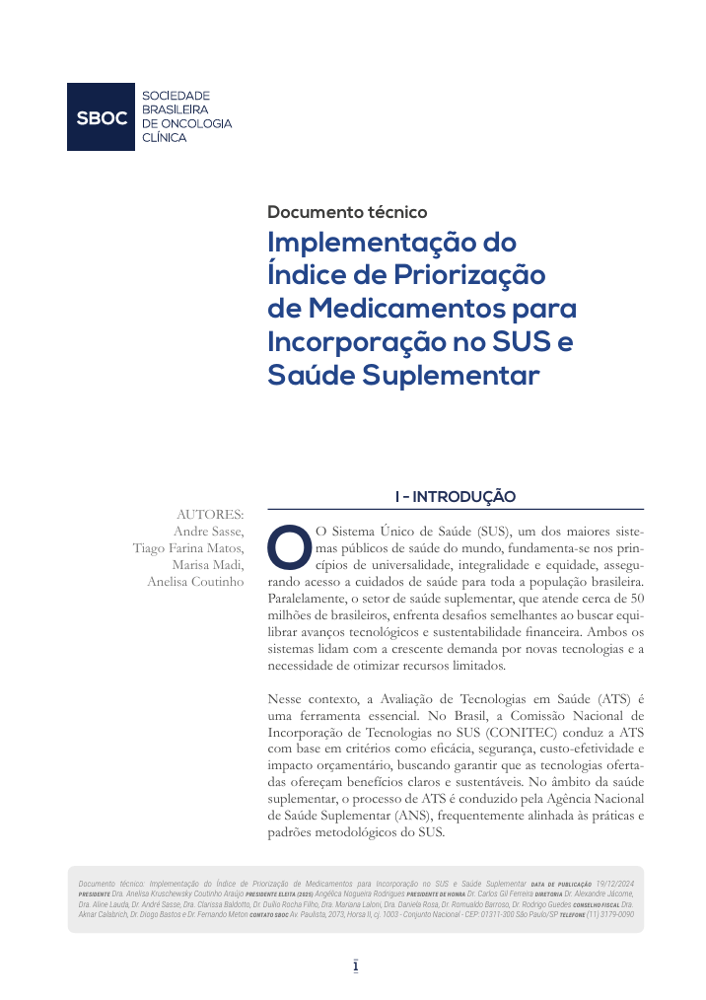 SBOC
SOCIEDADE
BRASILEIRA
DE ONCOLOGIA
CLÍNICA
Documento técnico
Implementação do
Índice de Priorização
de Medicamentos para
Incorporação no SUS e
Saúde Suplementar
AUTORES:
Andre Sasse,
Tiago Farina Matos,
Marisa Madi,
Anelisa Coutinho
I - INTRODUÇÃO
O O Sistema Único de Saúde (SUS), um dos maiores siste-
mas públicos de saúde do mundo, fundamenta-se nos prin-
cípios de universalidade, integralidade e equidade, assegu-
rando acesso a cuidados de saúde para toda a população brasileira.
Paralelamente, o setor de saúde suplementar, que atende cerca de 50
milhões de brasileiros, enfrenta desafios semelhantes ao buscar equi-
librar avanços tecnológicos e sustentabilidade financeira. Ambos os
sistemas lidam com a crescente demanda por novas tecnologias e a
necessidade de otimizar recursos limitados.
Nesse contexto, a Avaliação de Tecnologias em Saúde (ATS) é
uma ferramenta essencial. No Brasil, a Comissão Nacional de
Incorporação de Tecnologias no SUS (CONITEC) conduz a ATS
com base em critérios como eficácia, segurança, custo-efetividade e
impacto orçamentário, buscando garantir que as tecnologias oferta-
das ofereçam benefícios claros e sustentáveis. No âmbito da saúde
suplementar, o processo de ATS é conduzido pela Agência Nacional
de Saúde Suplementar (ANS), frequentemente alinhada às práticas e
padrões metodológicos do SUS.
Documento técnico: Implementação do Índice de Priorização de Medicamentos para Incorporação no SUS e Saúde Suplementar DATA DE PUBLICAÇÃO 19/12/2024
PRESIDENTE Dra. Anelisa Kruschewsky Coutinho Araújo PRESIDENTE ELEITA (2025) Angélica Nogueira Rodrigues PRESIDENTE DE HONRA Dr. Carlos Gil Ferreira DIRETORIA Dr. Alexandre Jácome,
Dra. Aline Lauda, Dr. André Sasse, Dra. Clarissa Baldotto, Dr. Duílio Rocha Filho, Dra. Mariana Laloni, Dra. Daniela Rosa, Dr. Romualdo Barroso, Dr. Rodrigo Guedes CONSELHO FISCAL Dra.
Aknar Calabrich, Dr. Diogo Bastos e Dr. Fernando Meton CONTATO SBOC Av. Paulista, 2073, Horsa II, cj. 1003 - Conjunto Nacional - CEP: 01311-300 São Paulo/SP TELEFONE (11) 3179-0090
1